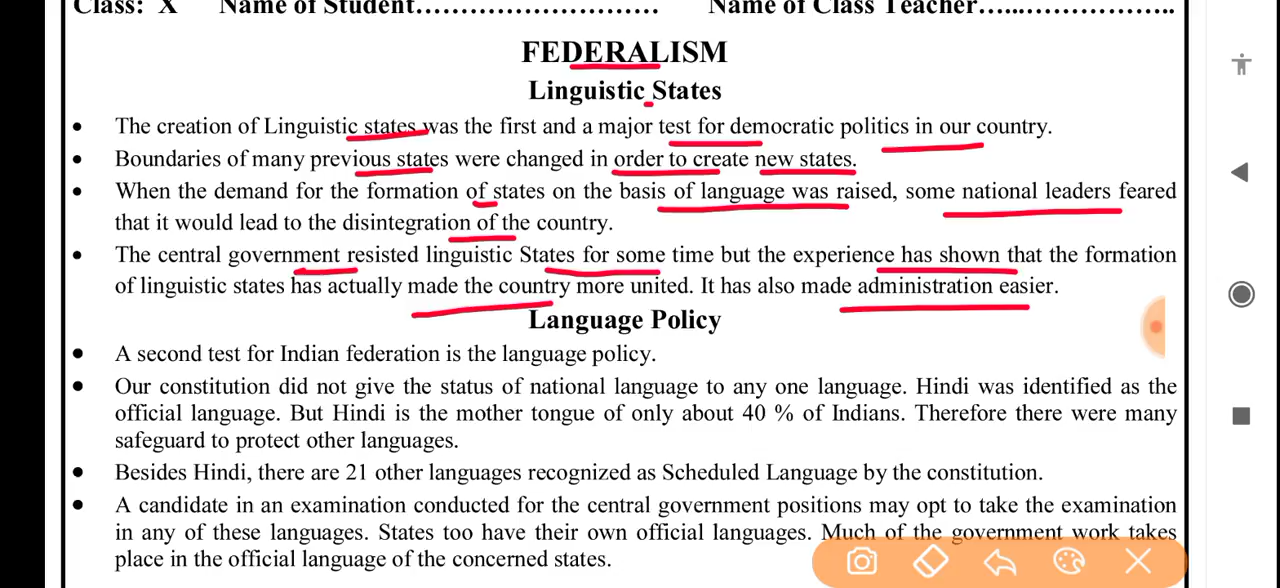 Class: X Name of Student……………………… Name of Class Teacher…...……………..
FEDERALISM
Linguistic States
• The creation of Linguistic states was the first and a major test for democratic politics in our country.
• Boundaries of many previous states were changed in order to create new states.
• When the demand for the formation of states on the basis of language was raised, some national leaders feared
that it would lead to the disintegration of the country.
• The central government resisted linguistic States for some time but the experience has shown that the formation
of linguistic states has actually made the country more united. It has also made administration easier.
Language Policy
• A second test for Indian federation is the language policy.
• Our constitution did not give the status of national language to any one language. Hindi was identified as the
official language. But Hindi is the mother tongue of only about 40 % of Indians. Therefore there were many
safeguard to protect other languages.
• Besides Hindi, there are 21 other languages recognized as Scheduled Language by the constitution.
• A candidate in an examination conducted for the central government positions may opt to take the examination
in any of these languages. States too have their own official languages. Much of the government work takes
place in the official language of the concerned states.